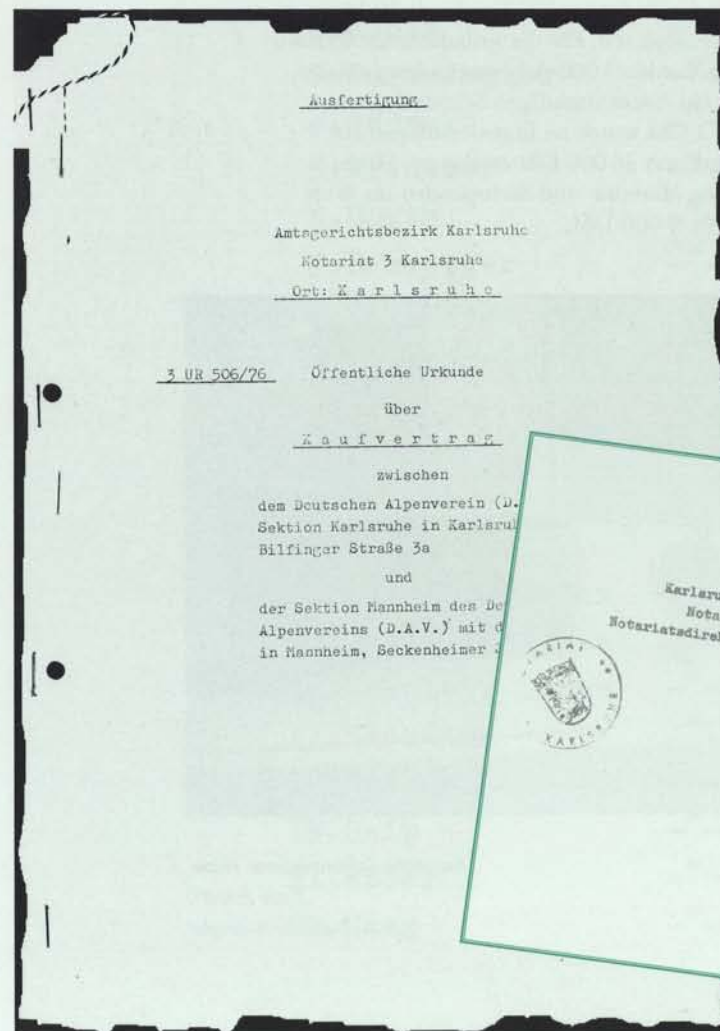 Ausfertigung
Amtsgerichtsbezirk Karlsruhe
Notariat 3 Karlsruhe
Ort: K a r l s r u h e
3 UR 506/76 Öffentliche Urkunde
über
K a u f v e r t r a g
zwischen
dem Deutschen Alpenverein (D.
Sektion Karlsruhe in Karlsruh
Bilfinger Straße 3a
und
der Sektion Mannheim des De
Alpenvereins (D.A.V.) mit d
in Mannheim, Seckenheimer
Karlsru
Nota
Notariatsdirek
KARLSRUHE